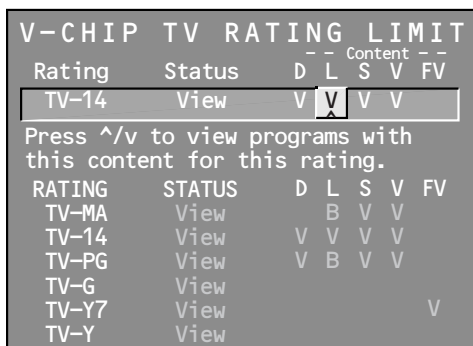 V-CHIP TV RATING LIMIT
-- Content --
Rating Status D L S V FV
TV-14 View V V V V
Press ^/v to view programs with
this content for this rating.
RATING STATUS D L S V FV
TV-MA View B V V
TV-14 View V V V V
TV-PG View V B V V
TV-G View
TV-Y7 View V
TV-Y View